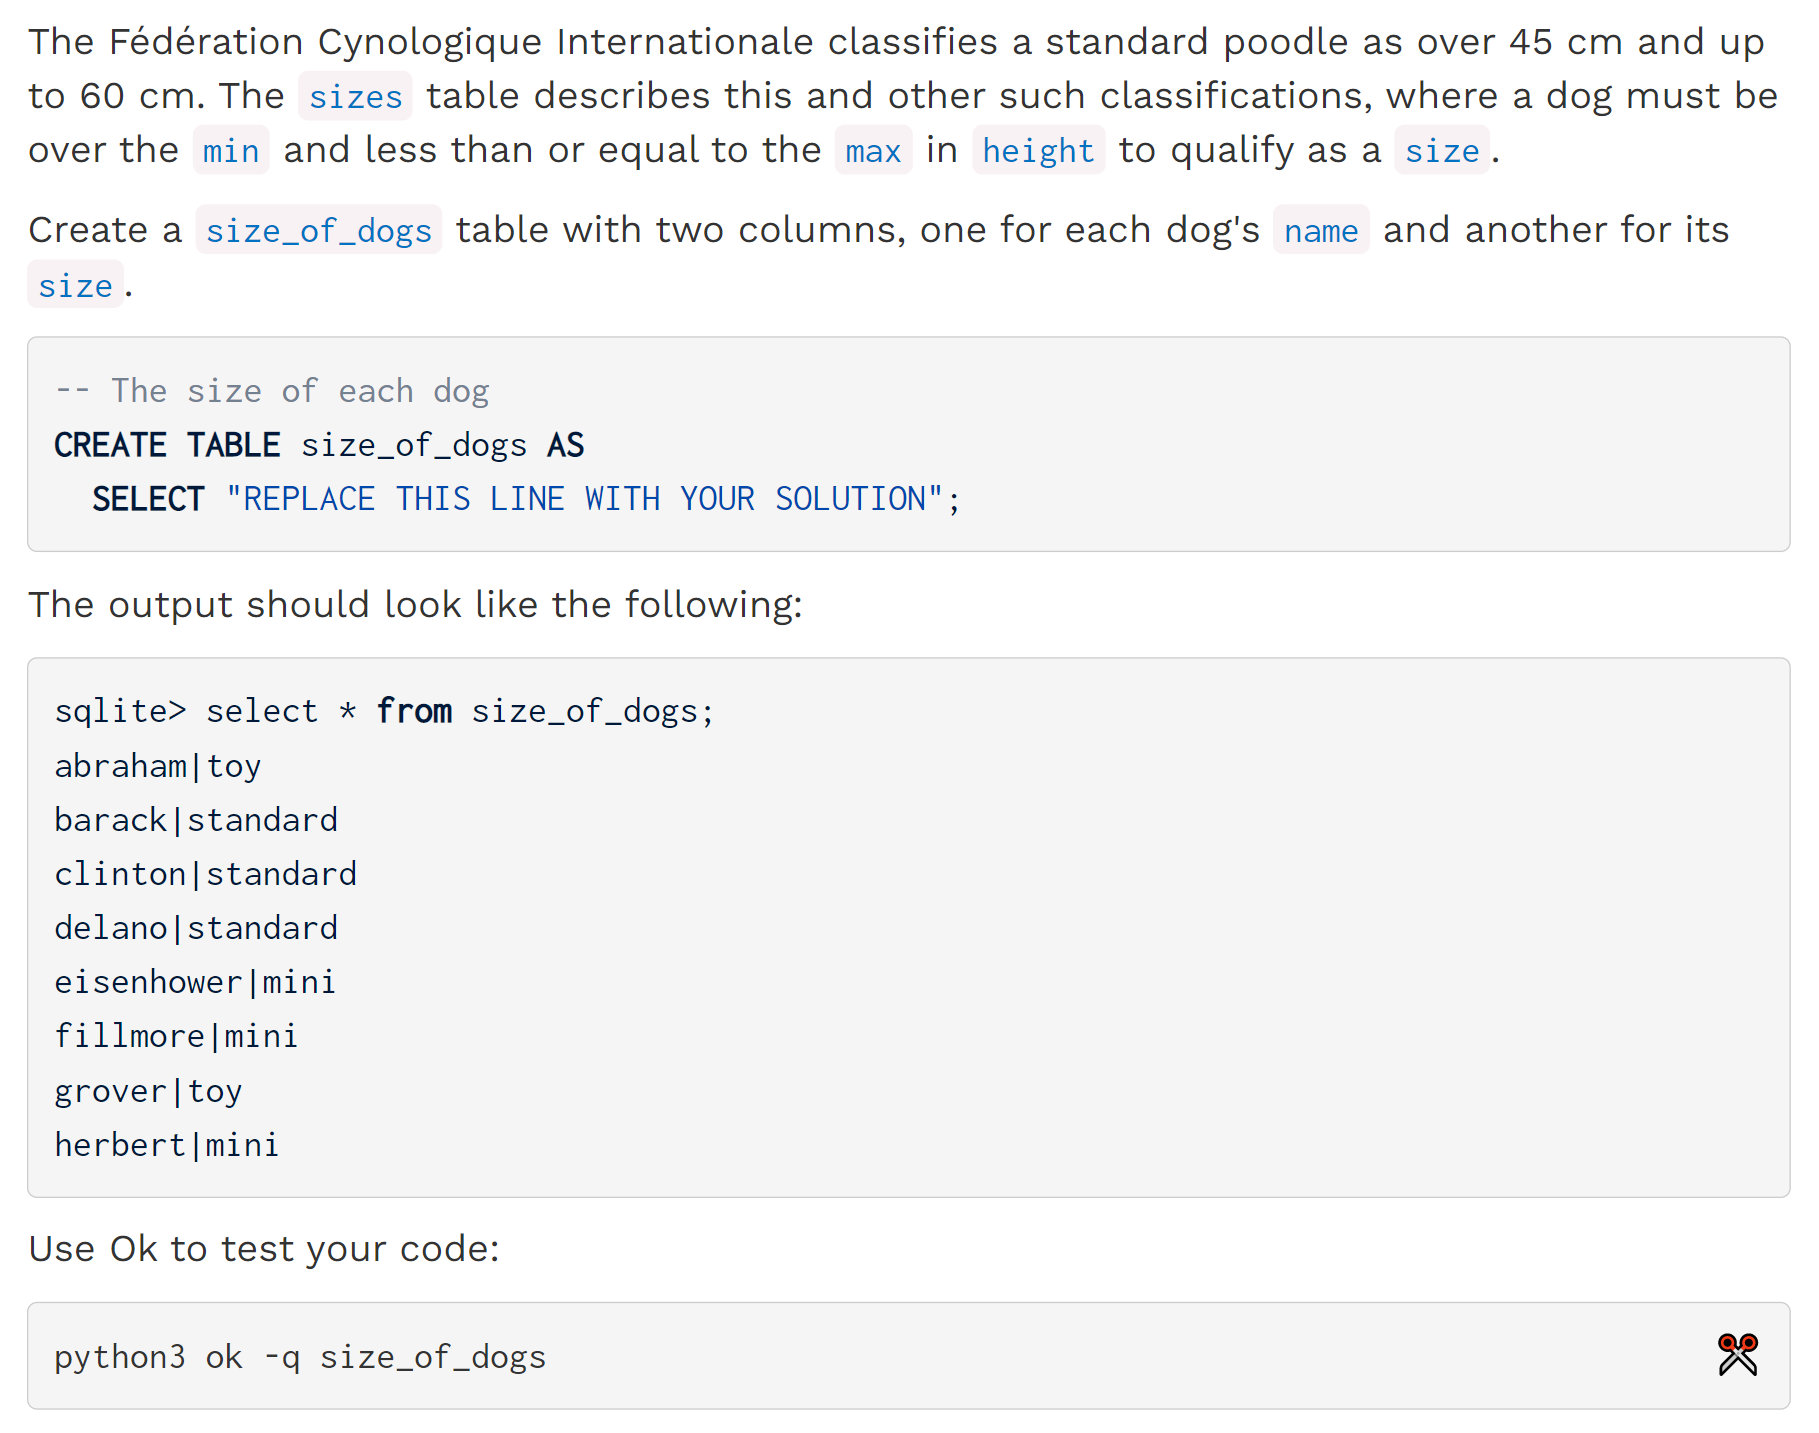 The Fédération Cynologique Internationale classifies a standard poodle as over 45 cm and up
to 60 cm. The sizes table describes this and other such classifications, where a dog must be
over the min and less than or equal to the max in height to qualify as a size.
Create a size_of_dogs table with two columns, one for each dog's name and another for its
size.
-- The size of each dog
CREATE TABLE size_of_dogs AS
  SELECT "REPLACE THIS LINE WITH YOUR SOLUTION";
The output should look like the following:
sqlite> select * from size_of_dogs;
abraham|toy
barack|standard
clinton|standard
delano|standard
eisenhower|mini
fillmore|mini
grover|toy
herbert|mini
Use Ok to test your code:
python3 ok -q size_of_dogs